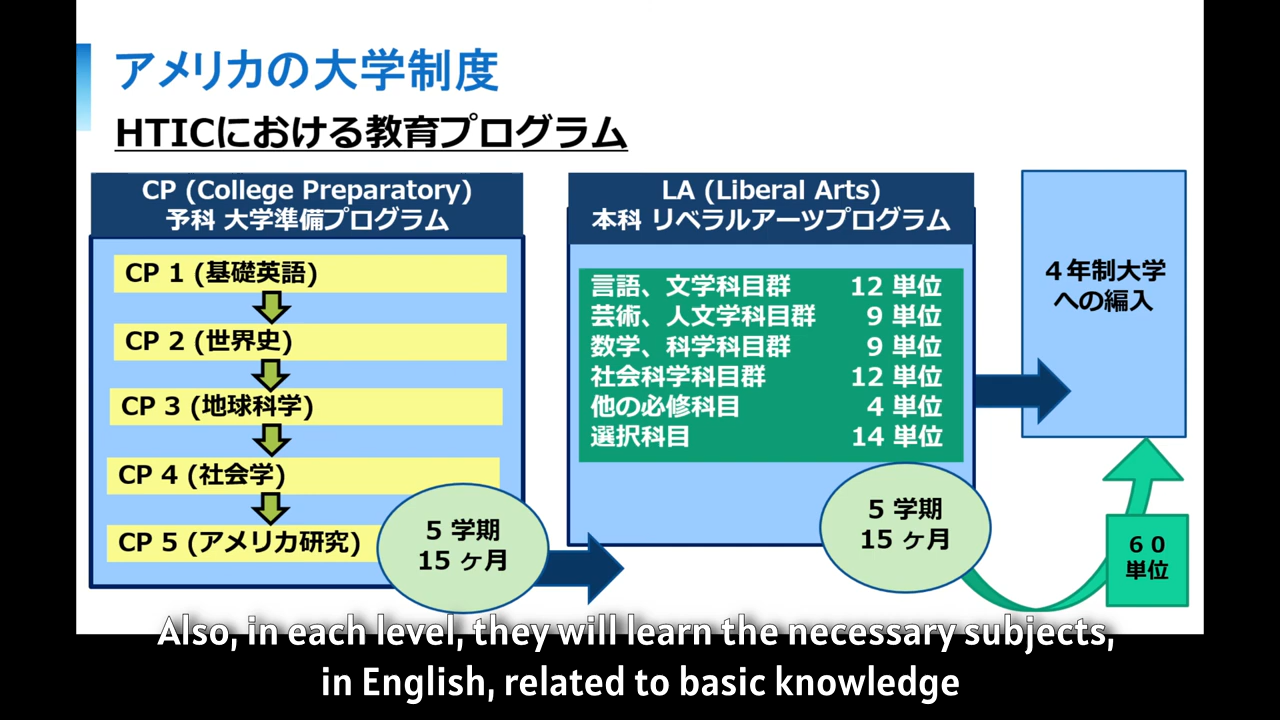 アメリカの大学制度
HTICにおける教育プログラム
CP (College Preparatory)
予科 大学準備プログラム
CP 1 (基礎英語)
CP 2 (世界史)
CP 3 (地球科学)
CP 4 (社会学)
CP 5 (アメリカ研究)
5 学期
15 ヶ月
LA (Liberal Arts)
本科 リベラルアーツプログラム
言語、文学科目群 12 単位
芸術、人文学科目群 9 単位
数学、科学科目群 9 単位
社会科学科目群 12 単位
他の必修科目 4 単位
選択科目 14 単位
5 学期
15 ヶ月
４年制大学
への編入
６０
単位
Also, in each level, they will learn the necessary subjects,
in English, related to basic knowledge